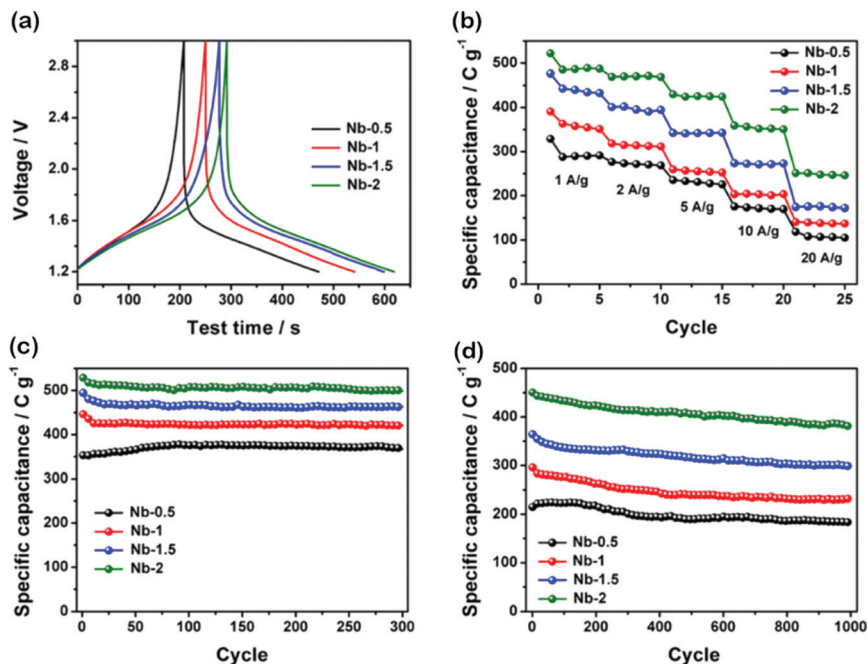 (a)
2.8
2.4
2.0
1.6
1.2
Voltage / V
0 100 200 300 400 500 600
Test time / s
Nb-0.5
Nb-1
Nb-1.5
Nb-2
(b)
500
400
300
200
100
0
Specific capacitance / C g⁻¹
0 5 10 15 20 25
Cycle
Nb-0.5
Nb-1
Nb-1.5
Nb-2
1 A/g
2 A/g
5 A/g
10 A/g
20 A/g
(c)
500
400
300
200
100
0
Specific capacitance / C g⁻¹
0 50 100 150 200 250 300
Cycle
Nb-0.5
Nb-1
Nb-1.5
Nb-2
(d)
500
400
300
200
100
0
Specific capacitance / C g⁻¹
0 200 400 600 800 1000
Cycle
Nb-0.5
Nb-1
Nb-1.5
Nb-2